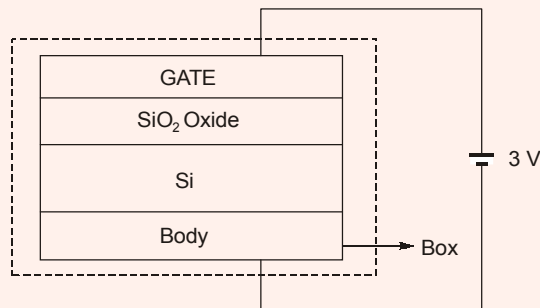 GATE
SiO₂ Oxide
3 V
Si
Body
Box